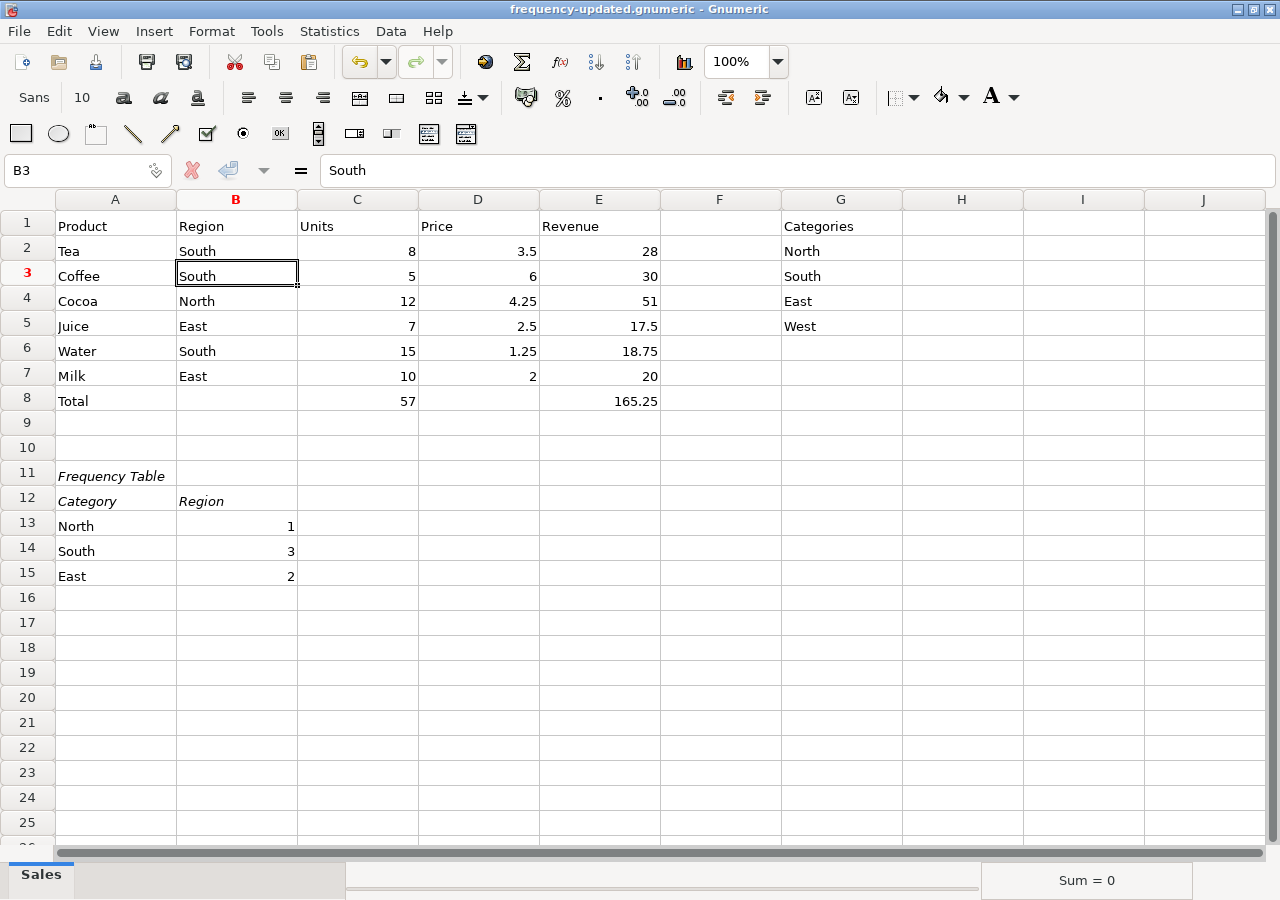 frequency-updated.gnumeric - Gnumeric
File Edit View Insert Format Tools Statistics Data Help
f(x) 100%
Sans 10 a a a +0 .00 .00 -0 A A A
OK
B3 = South
A B C D E F G H I J
1 Product Region Units Price Revenue Categories
2 Tea South 8 3.5 28 North
3 Coffee South 5 6 30 South
4 Cocoa North 12 4.25 51 East
5 Juice East 7 2.5 17.5 West
6 Water South 15 1.25 18.75
7 Milk East 10 2 20
8 Total 57 165.25
9
10
11 Frequency Table
12 Category Region
13 North 1
14 South 3
15 East 2
16
17
18
19
20
21
22
23
24
25
Sales Sum = 0